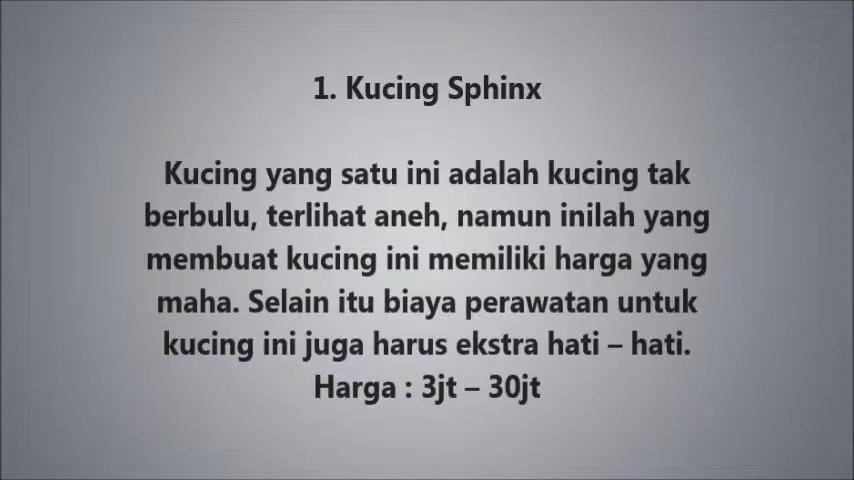 1. Kucing Sphinx
Kucing yang satu ini adalah kucing tak
berbulu, terlihat aneh, namun inilah yang
membuat kucing ini memiliki harga yang
maha. Selain itu biaya perawatan untuk
kucing ini juga harus ekstra hati – hati.
Harga : 3jt – 30jt